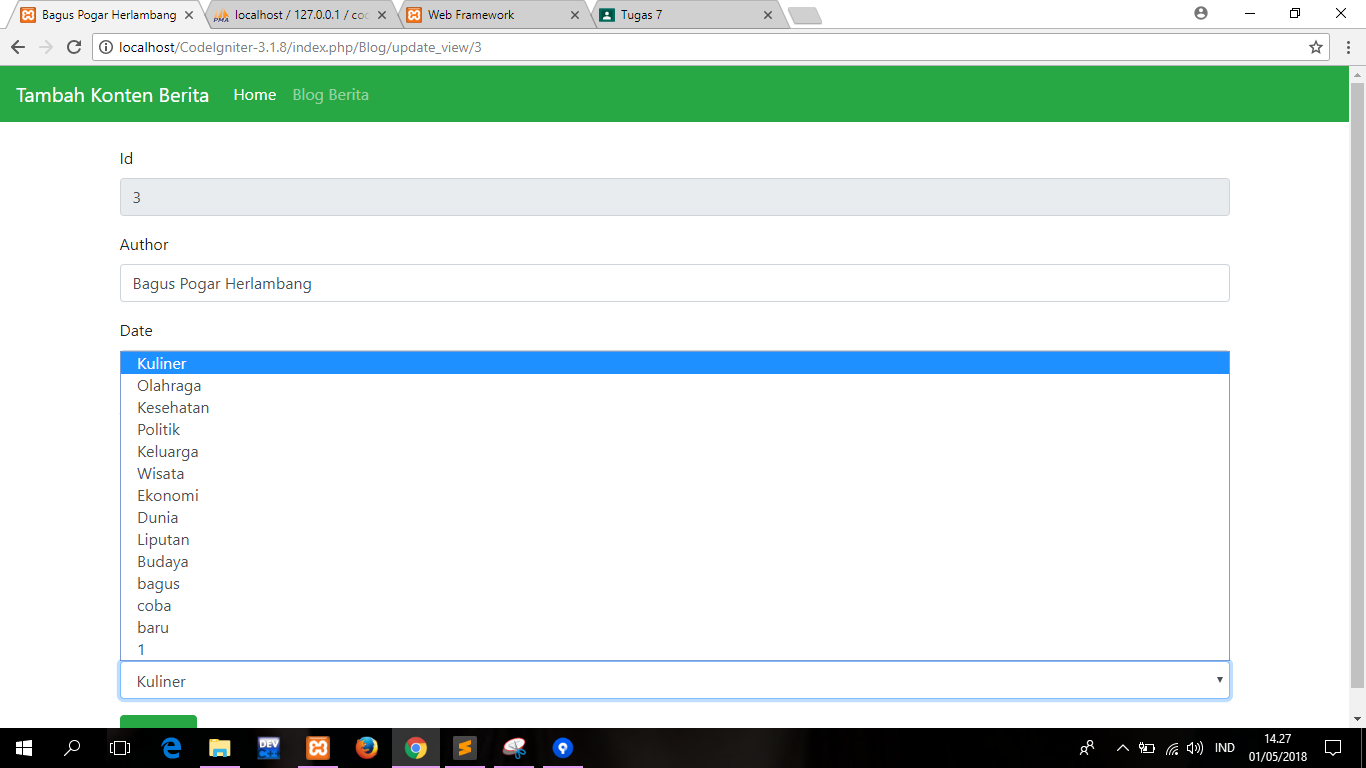 Bagus Pogar Herlambang
localhost / 127.0.0.1 / cod
Web Framework
Tugas 7
localhost/CodeIgniter-3.1.8/index.php/Blog/update_view/3
Tambah Konten Berita Home Blog Berita
Id
3
Author
Bagus Pogar Herlambang
Date
Kuliner
Olahraga
Kesehatan
Politik
Keluarga
Wisata
Ekonomi
Dunia
Liputan
Budaya
bagus
coba
baru
1
Kuliner
DEV
IND
14.27
01/05/2018